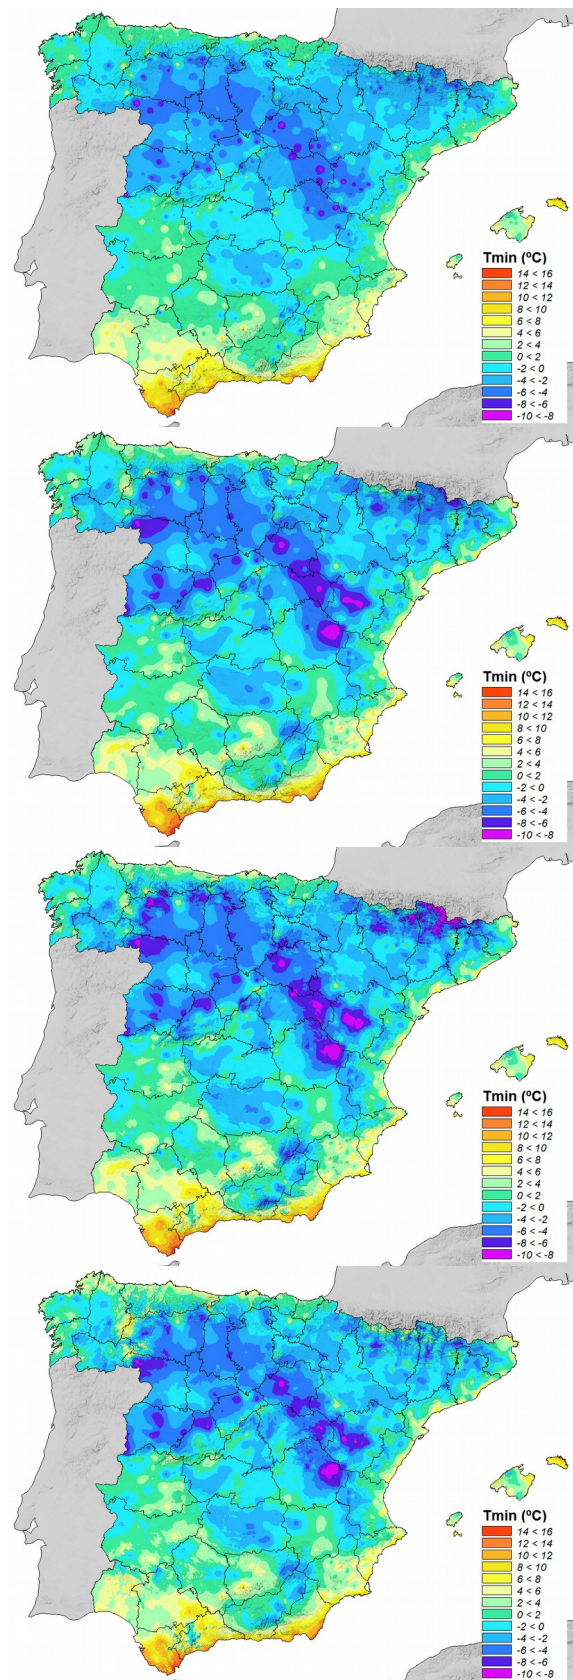 Tmin (ºC)
14 < 16
12 < 14
10 < 12
8 < 10
6 < 8
4 < 6
2 < 4
0 < 2
-2 < 0
-4 < -2
-6 < -4
-8 < -6
-10 < -8
Tmin (ºC)
14 < 16
12 < 14
10 < 12
8 < 10
6 < 8
4 < 6
2 < 4
0 < 2
-2 < 0
-4 < -2
-6 < -4
-8 < -6
-10 < -8
Tmin (ºC)
14 < 16
12 < 14
10 < 12
8 < 10
6 < 8
4 < 6
2 < 4
0 < 2
-2 < 0
-4 < -2
-6 < -4
-8 < -6
-10 < -8
Tmin (ºC)
14 < 16
12 < 14
10 < 12
8 < 10
6 < 8
4 < 6
2 < 4
0 < 2
-2 < 0
-4 < -2
-6 < -4
-8 < -6
-10 < -8